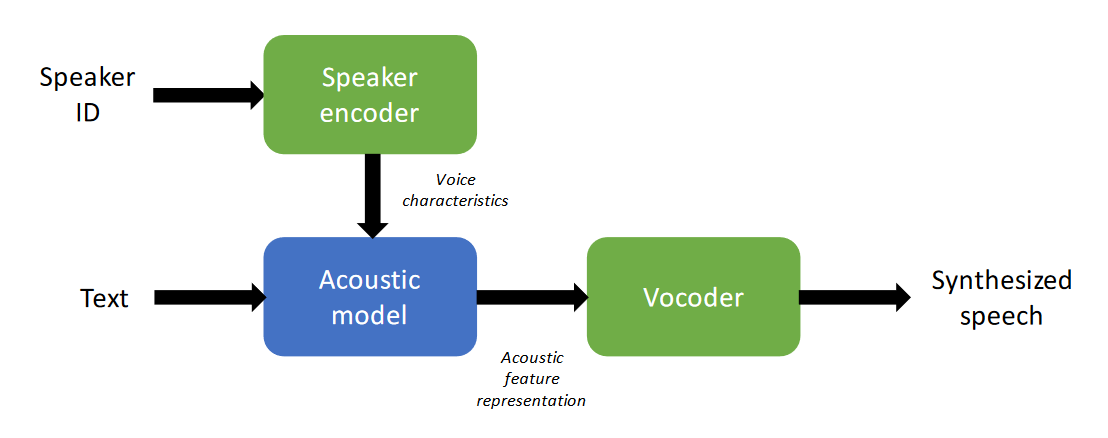 Speaker
ID
Speaker
encoder
Voice
characteristics
Text
Acoustic
model
Acoustic
feature
representation
Vocoder
Synthesized
speech